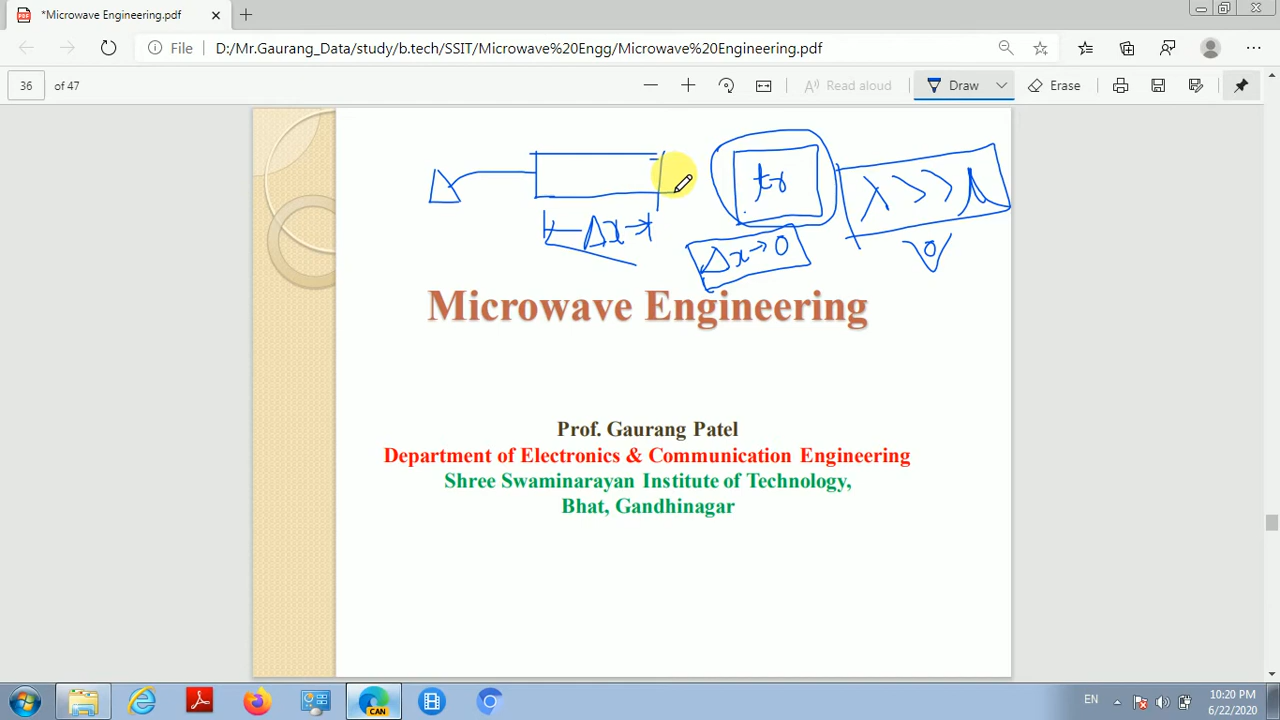 *Microwave Engineering.pdf
File
D:/Mr.Gaurang_Data/study/b.tech/SSIT/Microwave%20Engg/Microwave%20Engineering.pdf
36 of 47
Read aloud
Draw
Erase
tr
Δx
Δx→0
Microwave Engineering
Prof. Gaurang Patel
Department of Electronics & Communication Engineering
Shree Swaminarayan Institute of Technology,
Bhat, Gandhinagar
CAN
EN
10:20 PM
6/22/2020